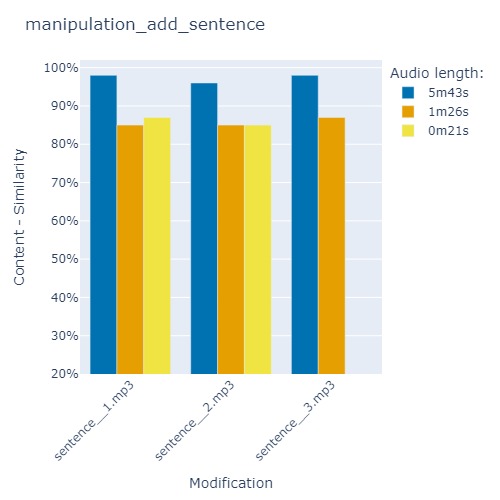 manipulation_add_sentence
100%
90%
80%
70%
60%
50%
40%
30%
20%
Content - Similarity
sentence__1.mp3
sentence__2.mp3
sentence__3.mp3
Modification
Audio length:
5m43s
1m26s
0m21s